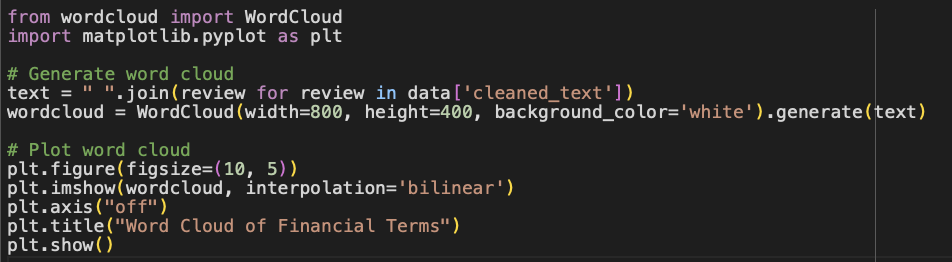 from wordcloud import WordCloud
import matplotlib.pyplot as plt

# Generate word cloud
text = " ".join(review for review in data['cleaned_text'])
wordcloud = WordCloud(width=800, height=400, background_color='white').generate(text)

# Plot word cloud
plt.figure(figsize=(10, 5))
plt.imshow(wordcloud, interpolation='bilinear')
plt.axis("off")
plt.title("Word Cloud of Financial Terms")
plt.show()